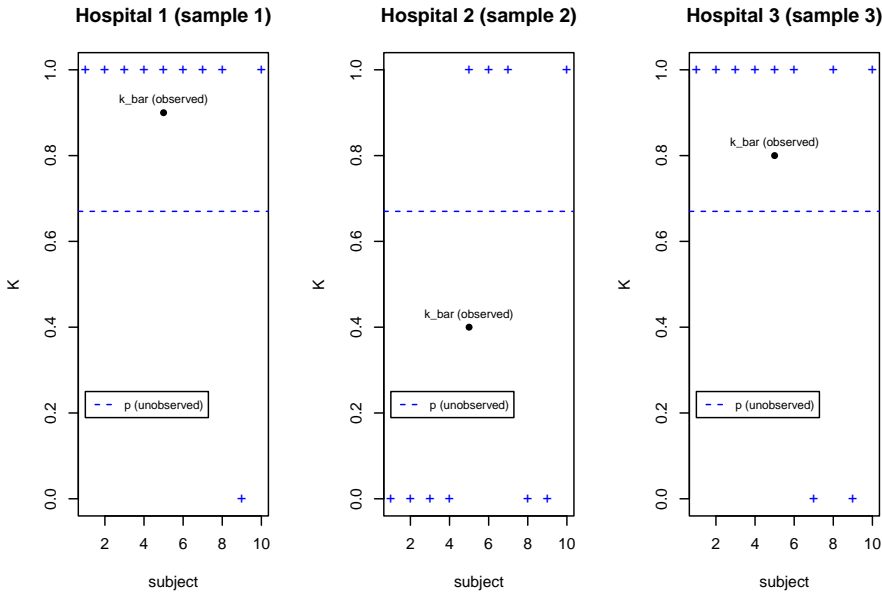 Hospital 1 (sample 1)
K
1.0
0.8
0.6
0.4
0.2
0.0
k_bar (observed)
p (unobserved)
2 4 6 8 10
subject
Hospital 2 (sample 2)
K
1.0
0.8
0.6
0.4
0.2
0.0
k_bar (observed)
p (unobserved)
2 4 6 8 10
subject
Hospital 3 (sample 3)
K
1.0
0.8
0.6
0.4
0.2
0.0
k_bar (observed)
p (unobserved)
2 4 6 8 10
subject